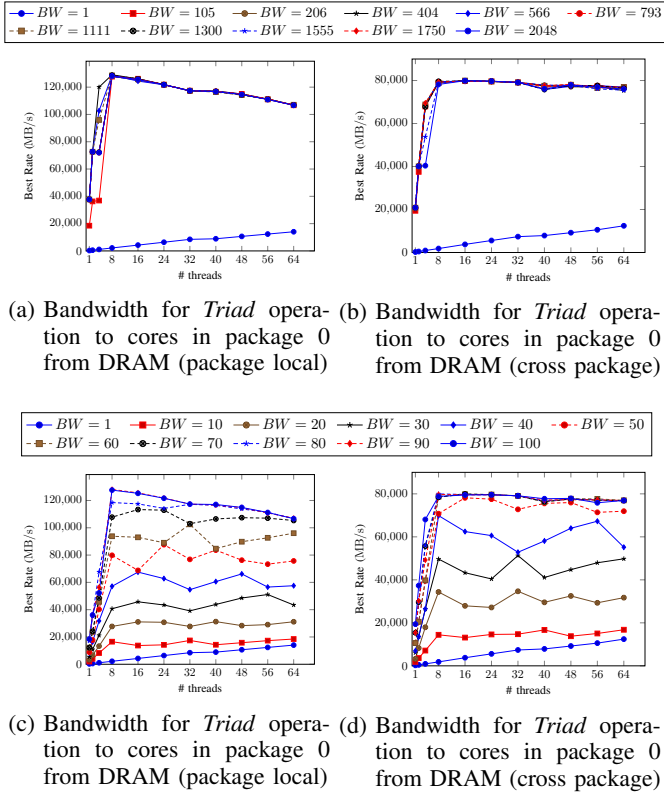 BW = 1 BW = 105 BW = 206 BW = 404 BW = 566 BW = 793
BW = 1111 BW = 1300 BW = 1555 BW = 1750 BW = 2048
120,000
100,000
80,000
60,000
40,000
20,000
0
Best Rate (MB/s)
1 8 16 24 32 40 48 56 64
# threads
80,000
60,000
40,000
20,000
0
Best Rate (MB/s)
1 8 16 24 32 40 48 56 64
# threads
(a) Bandwidth for Triad opera-
tion to cores in package 0
from DRAM (package local)
(b) Bandwidth for Triad opera-
tion to cores in package 0
from DRAM (cross package)
BW = 1 BW = 10 BW = 20 BW = 30 BW = 40 BW = 50
BW = 60 BW = 70 BW = 80 BW = 90 BW = 100
120,000
100,000
80,000
60,000
40,000
20,000
0
Best Rate (MB/s)
1 8 16 24 32 40 48 56 64
# threads
80,000
60,000
40,000
20,000
0
Best Rate (MB/s)
1 8 16 24 32 40 48 56 64
# threads
(c) Bandwidth for Triad opera-
tion to cores in package 0
from DRAM (package local)
(d) Bandwidth for Triad opera-
tion to cores in package 0
from DRAM (cross package)